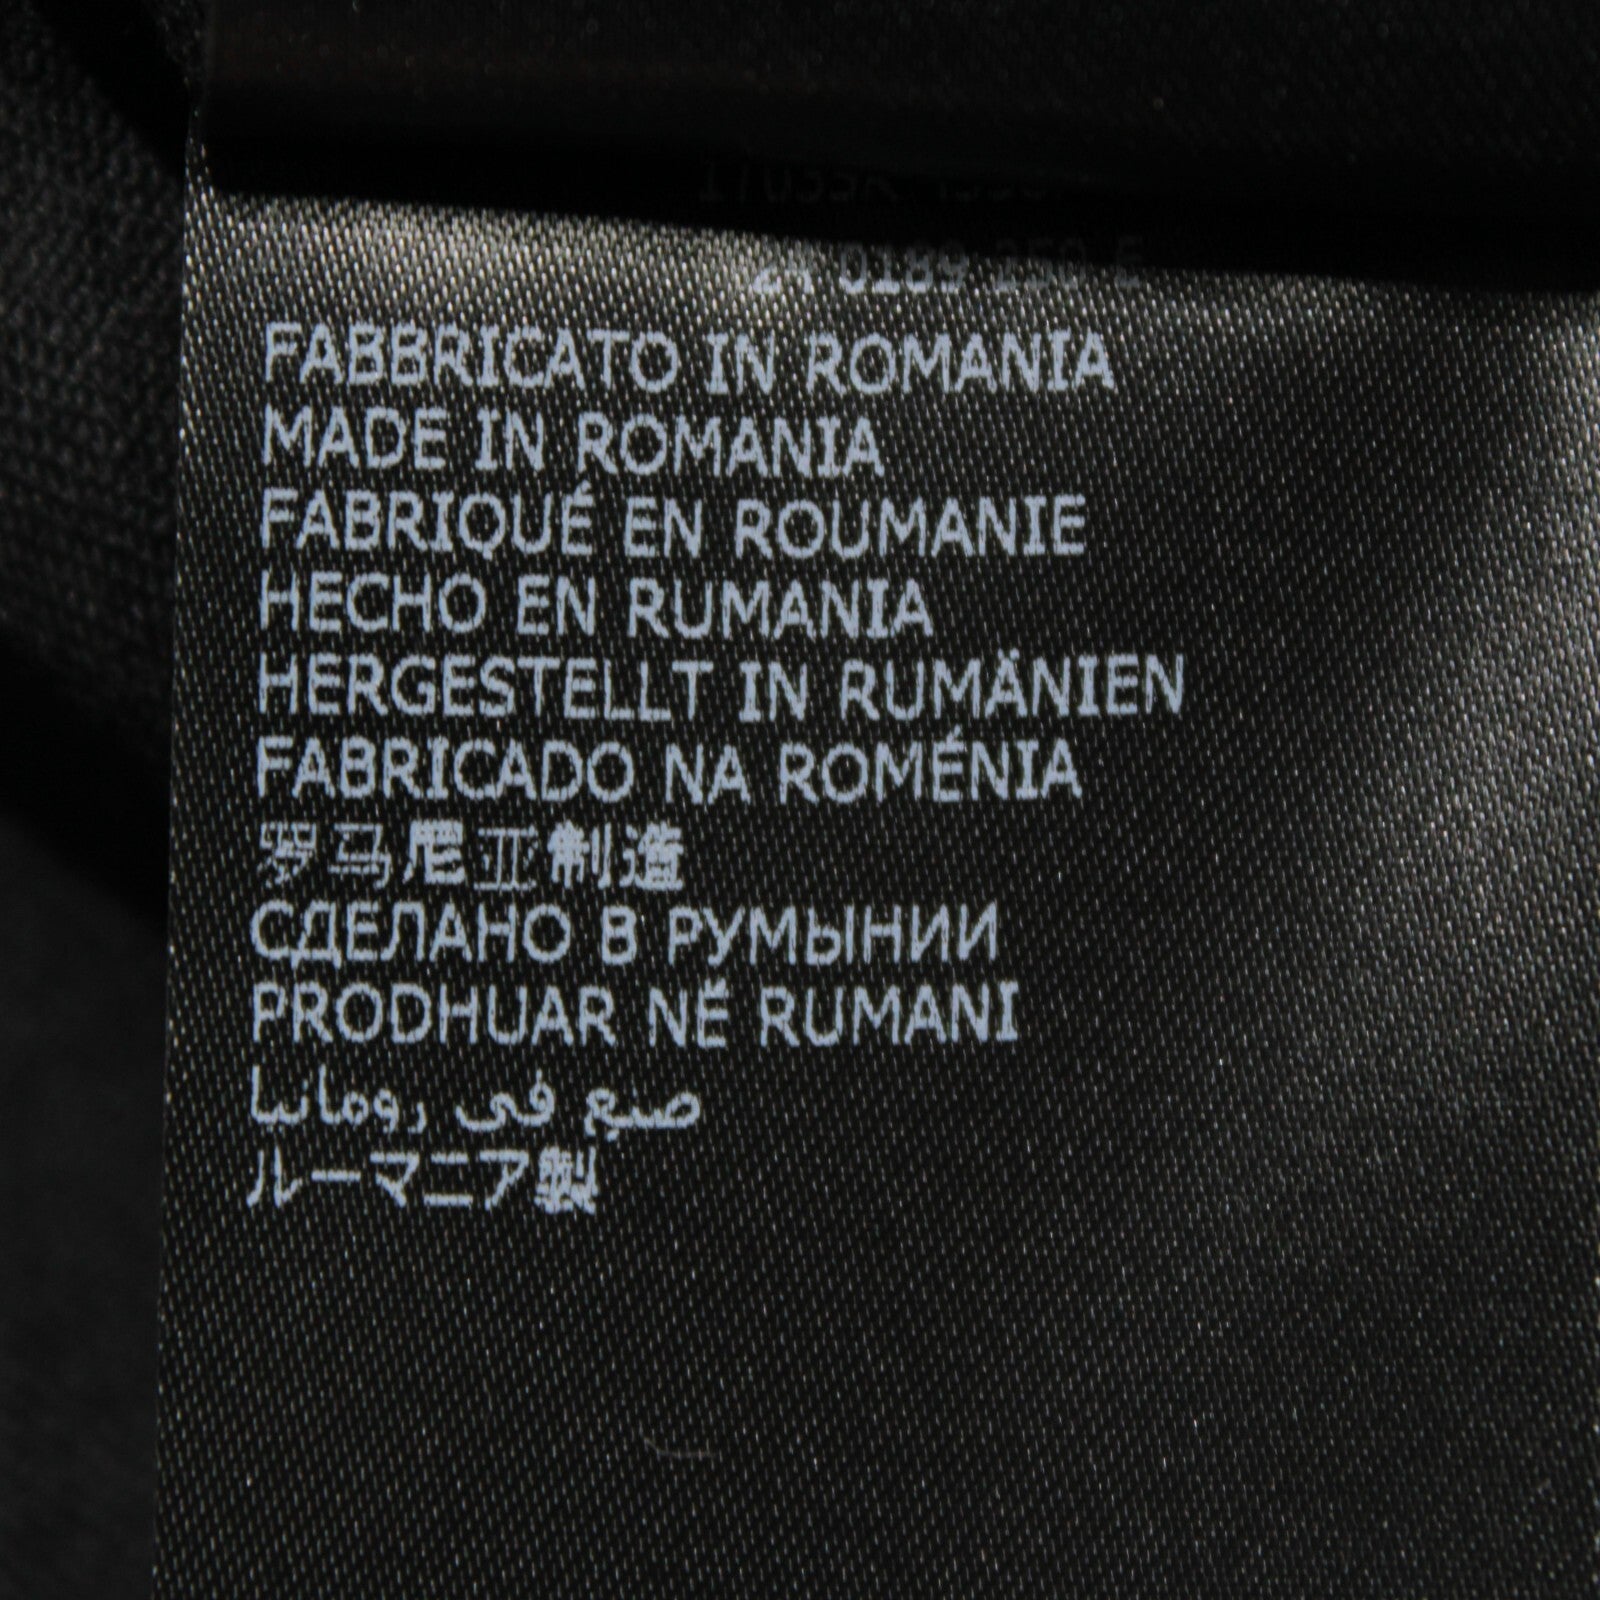 0189
FABBRICATO IN ROMANIA
MADE IN ROMANIA
FABRIQUÉ EN ROUMANIE
HECHO EN RUMANIA
HERGESTELLT IN RUMÄNIEN
FABRICADO NA ROMÉNIA
罗马尼亚制造
СДЕЛАНО В РУМЫНИИ
PRODHUAR NË RUMANI
صنع في رومانيا
ルーマニア製